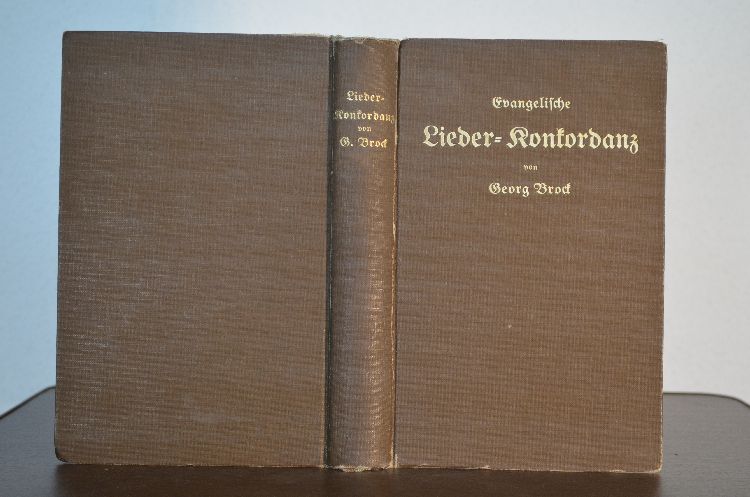 Lieder-
Konkordanz
von
G. Brock
Evangelische
Lieder-Konkordanz
von
Georg Brock